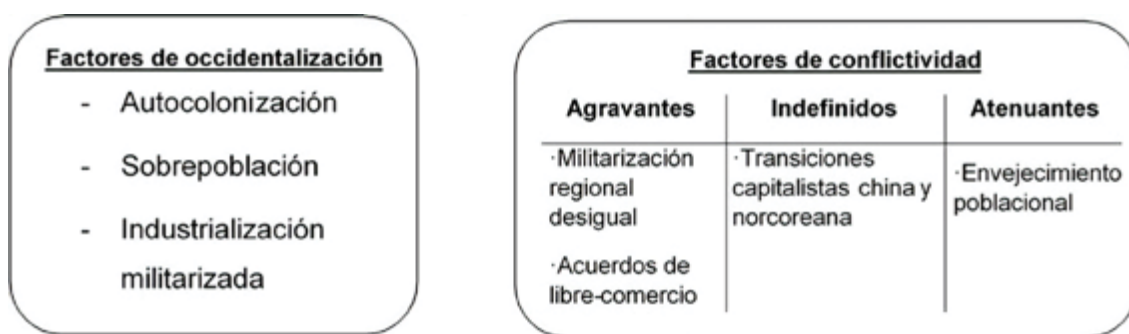 Factores de occidentalización
- Autocolonización
- Sobrepoblación
- Industrialización
militarizada
Factores de conflictividad
Agravantes
·Militarización
regional
desigual
·Acuerdos de
libre-comercio
Indefinidos
·Transiciones
capitalistas china y
norcoreana
Atenuantes
·Envejecimiento
poblacional